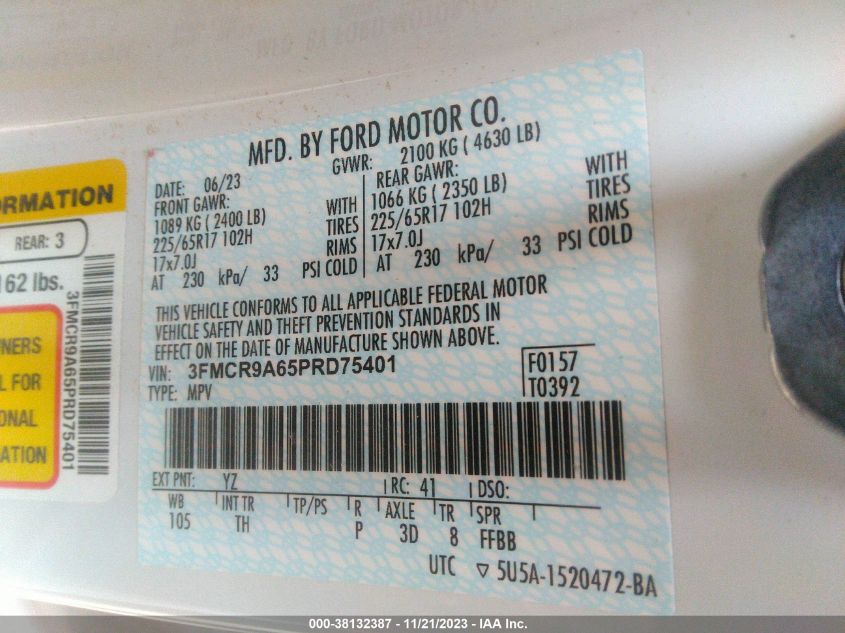 MFD. BY FORD MOTOR CO.
DATE: 06/23 GVWR: 2100 KG ( 4630 LB)
FRONT GAWR: REAR GAWR:
1089 KG ( 2400 LB) WITH 1066 KG ( 2350 LB) WITH
225/65R17 102H TIRES 225/65R17 102H TIRES
17x7.0J RIMS 17x7.0J RIMS
AT 230 kPa/ 33 PSI COLD AT 230 kPa/ 33 PSI COLD
THIS VEHICLE CONFORMS TO ALL APPLICABLE FEDERAL MOTOR
VEHICLE SAFETY AND THEFT PREVENTION STANDARDS IN
EFFECT ON THE DATE OF MANUFACTURE SHOWN ABOVE.
VIN: 3FMCR9A65PRD75401 F0157
TYPE: MPV T0392
EXT PNT: YZ RC: 41 DSO:
WB INT TR TP/PS R AXLE TR SPR
105 TH P 3D 8 FFBB
UTC ▽ 5U5A-1520472-BA
REAR: 3
162 lbs.
3FMCR9A65PRD75401
FOR
000-38132387 - 11/21/2023 - IAA Inc.